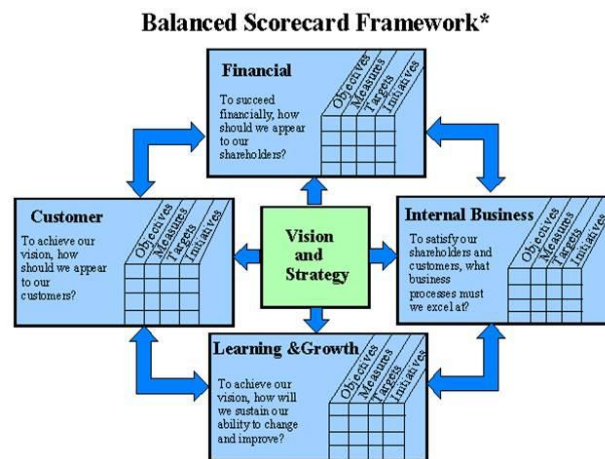 Balanced Scorecard Framework*
Financial
To succeed
financially, how
should we appear
to our
shareholders?
Objectives
Measures
Targets
Initiatives
Customer
To achieve our
vision, how
should we appear
to our
customers?
Objectives
Measures
Targets
Initiatives
Vision
and
Strategy
Internal Business
To satisfy our
shareholders and
customers, what
business
processes must
we excel at?
Objectives
Measures
Targets
Initiatives
Learning &Growth
To achieve our
vision, how will
we sustain our
ability to change
and improve?
Objectives
Measures
Targets
Initiatives